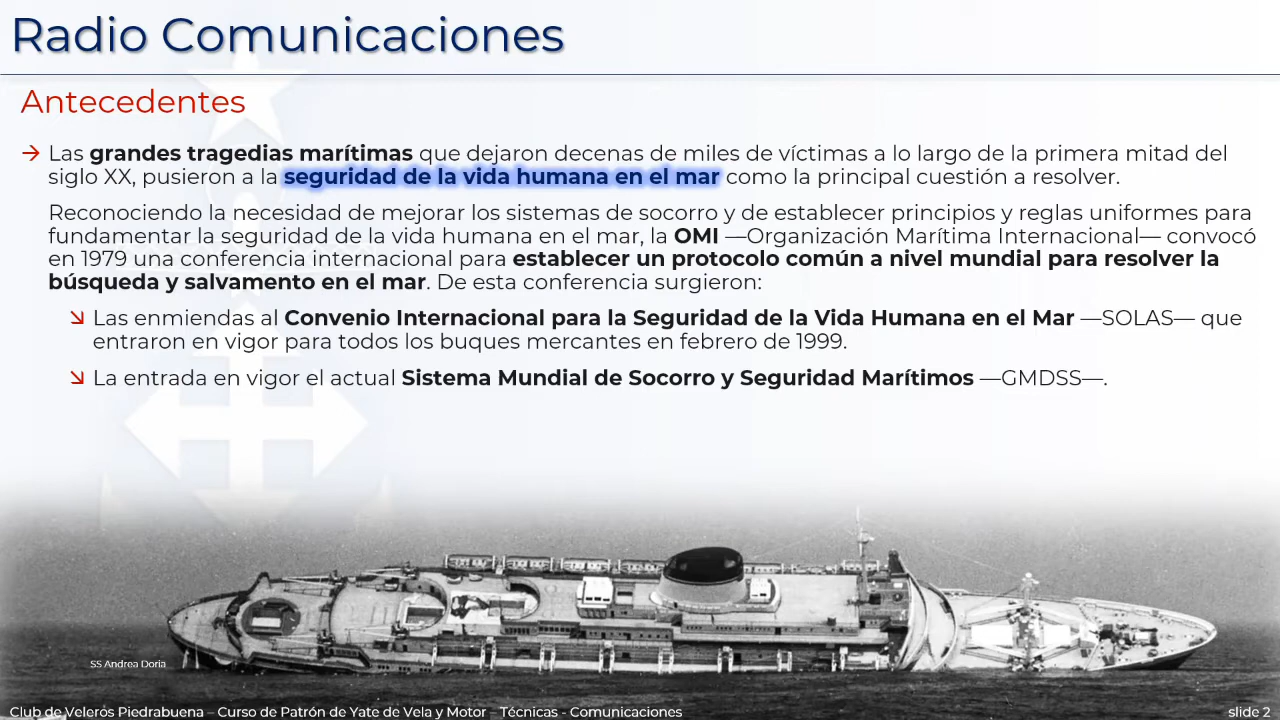 Radio Comunicaciones
Antecedentes
→ Las grandes tragedias marítimas que dejaron decenas de miles de víctimas a lo largo de la primera mitad del
siglo XX, pusieron a la seguridad de la vida humana en el mar como la principal cuestión a resolver.
Reconociendo la necesidad de mejorar los sistemas de socorro y de establecer principios y reglas uniformes para
fundamentar la seguridad de la vida humana en el mar, la OMI —Organización Marítima Internacional— convocó
en 1979 una conferencia internacional para establecer un protocolo común a nivel mundial para resolver la
búsqueda y salvamento en el mar. De esta conferencia surgieron:
↘ Las enmiendas al Convenio Internacional para la Seguridad de la Vida Humana en el Mar —SOLAS— que
entraron en vigor para todos los buques mercantes en febrero de 1999.
↘ La entrada en vigor el actual Sistema Mundial de Socorro y Seguridad Marítimos —GMDSS—.
SS Andrea Doria
Club de Veleros Piedrabuena – Curso de Patrón de Yate de Vela y Motor – Técnicas - Comunicaciones
slide 2